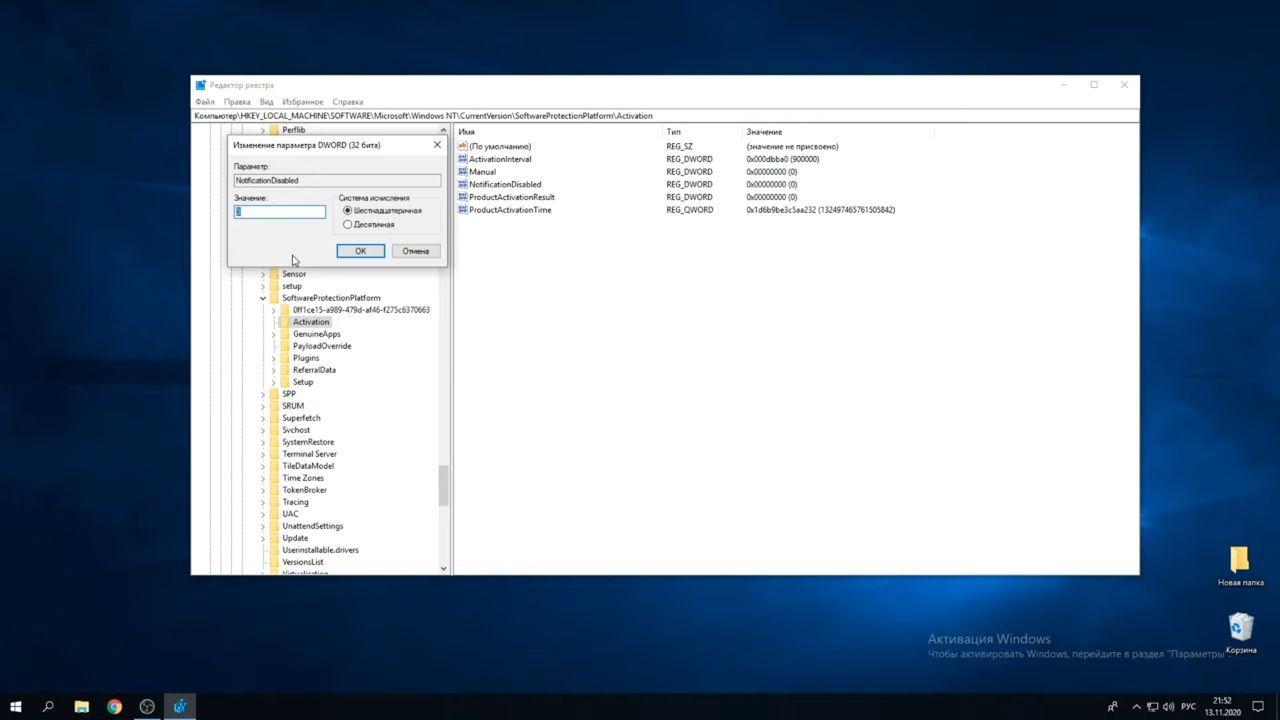 Редактор реестра
Файл Правка Вид Избранное Справка
Компьютер\HKEY_LOCAL_MACHINE\SOFTWARE\Microsoft\Windows NT\CurrentVersion\SoftwareProtectionPlatform\Activation
Perflib
Изменение параметра DWORD (32 бита)
Параметр:
NotificationDisabled
Значение:
0
Система исчисления
Шестнадцатеричная
Десятичная
OK
Отмена
Sensor
setup
SoftwareProtectionPlatform
0ff1ce15-a989-479d-af46-f275c6370663
Activation
GenuineApps
PayloadOverride
Plugins
ReferralData
Setup
SPP
SRUM
Superfetch
Svchost
SystemRestore
Terminal Server
TileDataModel
Time Zones
TokenBroker
Tracing
UAC
UnattendSettings
Update
Userinstallable.drivers
VersionsList
Virtualization
Имя Тип Значение
ab (По умолчанию) REG_SZ (значение не присвоено)
ActivationInterval REG_DWORD 0x000dbba0 (900000)
Manual REG_DWORD 0x00000000 (0)
NotificationDisabled REG_DWORD 0x00000000 (0)
ProductActivationResult REG_DWORD 0x00000000 (0)
ProductActivationTime REG_QWORD 0x1d6b9be3c5aa232 (132497465761505842)
Новая папка
Корзина
Активация Windows
Чтобы активировать Windows, перейдите в раздел "Параметры".
РУС
21:52
13.11.2020